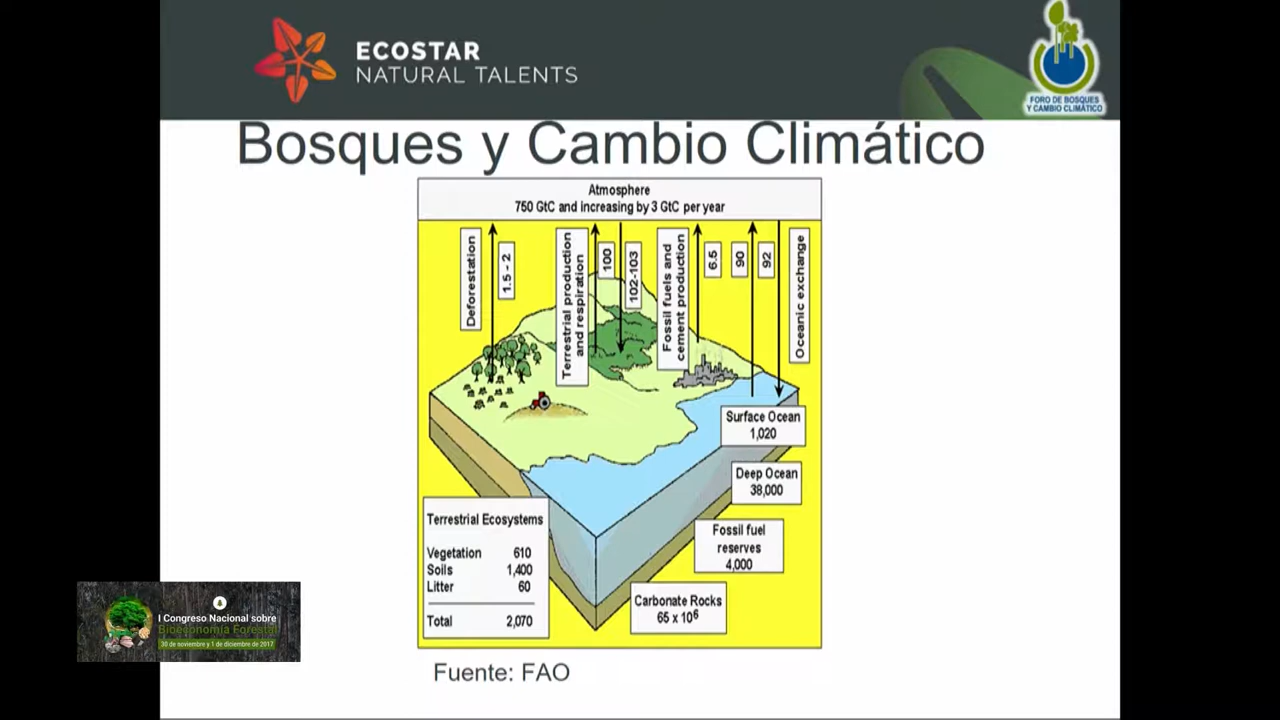 ECOSTAR
NATURAL TALENTS
FORO DE BOSQUES
Y CAMBIO CLIMÁTICO
Bosques y Cambio Climático
Atmosphere
750 GtC and increasing by 3 GtC per year
Deforestation
1.5 - 2
Terrestrial production
and respiration
100
102-103
Fossil fuels and
cement production
6.5
90
92
Oceanic exchange
Surface Ocean
1,020
Deep Ocean
38,000
Fossil fuel
reserves
4,000
Carbonate Rocks
65 x 10⁶
Terrestrial Ecosystems
Vegetation 610
Soils 1,400
Litter 60
Total 2,070
I Congreso Nacional sobre
Bioeconomía Forestal
30 de noviembre y 1 de diciembre de 2017
Fuente: FAO